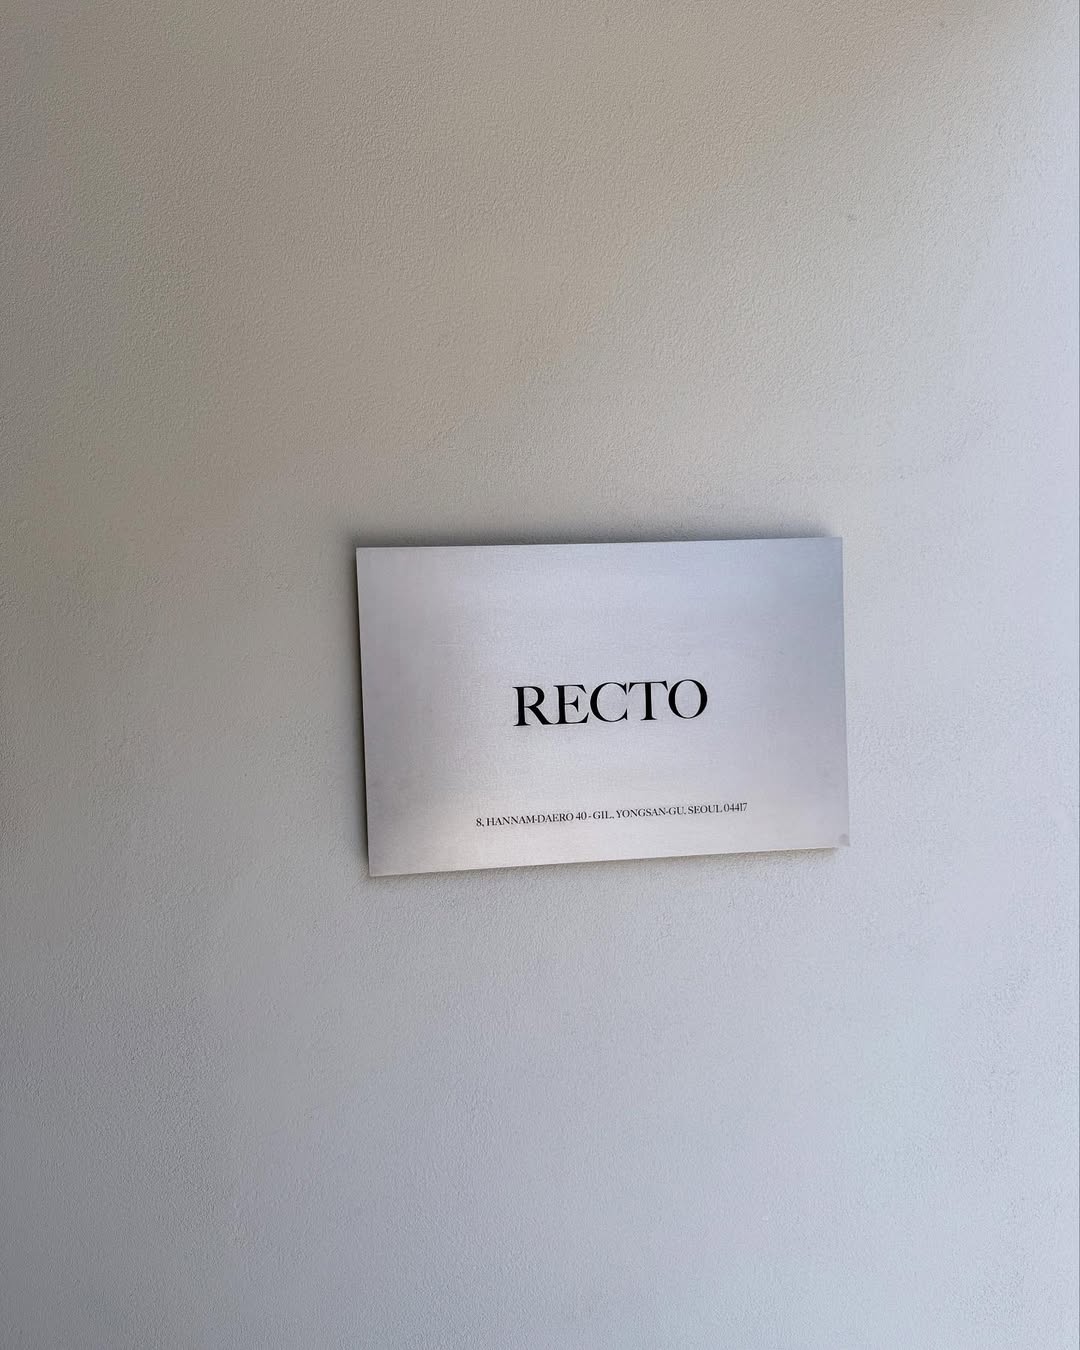 RECTO
8, HANNAM-DAERO 40 - GIL., YONGSAN-GU, SEOUL 04417